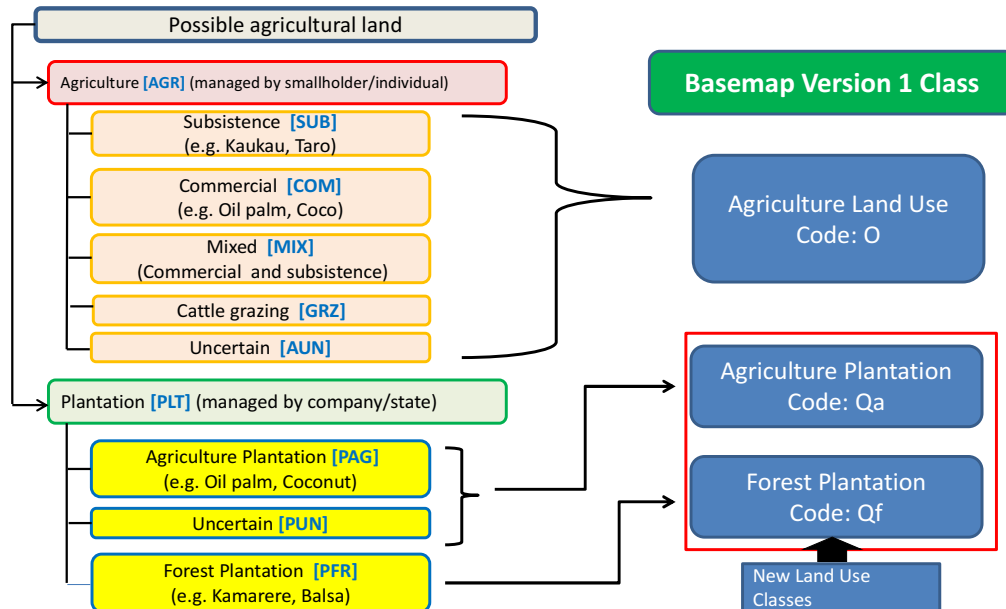 Possible agricultural land
Agriculture [AGR] (managed by smallholder/individual)
Subsistence [SUB]
(e.g. Kaukau, Taro)
Commercial [COM]
(e.g. Oil palm, Coco)
Mixed [MIX]
(Commercial and subsistence)
Cattle grazing [GRZ]
Uncertain [AUN]
Plantation [PLT] (managed by company/state)
Agriculture Plantation [PAG]
(e.g. Oil palm, Coconut)
Uncertain [PUN]
Forest Plantation [PFR]
(e.g. Kamarere, Balsa)
Basemap Version 1 Class
Agriculture Land Use
Code: O
Agriculture Plantation
Code: Qa
Forest Plantation
Code: Qf
New Land Use
Classes